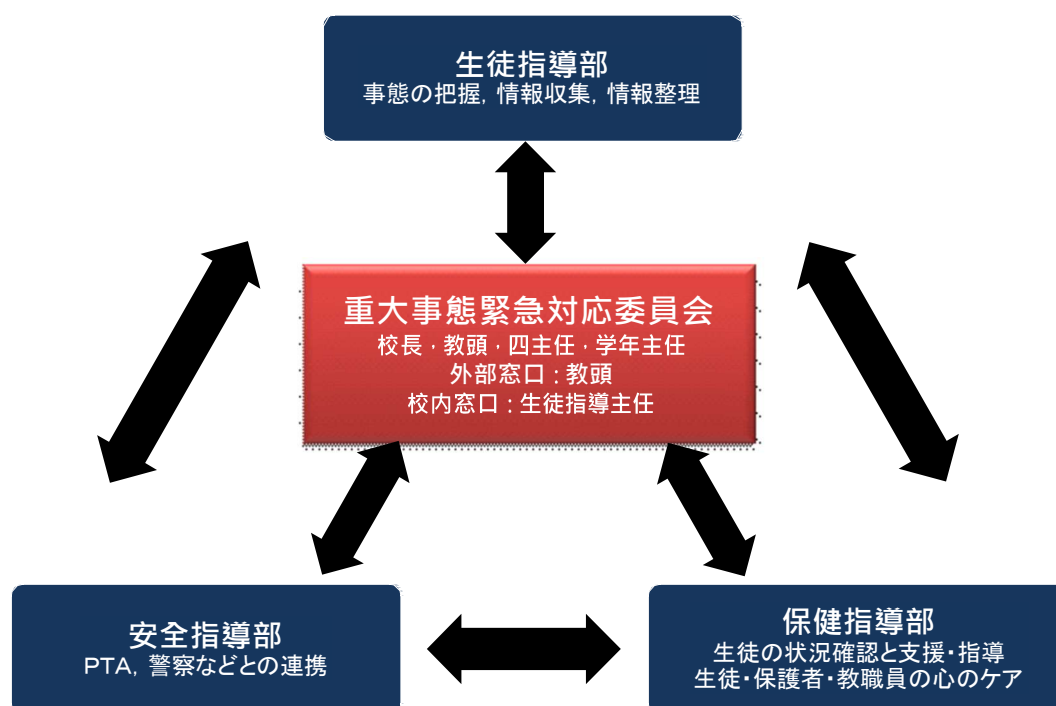 生徒指導部
事態の把握, 情報収集, 情報整理
重大事態緊急対応委員会
校長・教頭・四主任・学年主任
外部窓口：教頭
校内窓口：生徒指導主任
安全指導部
PTA, 警察などとの連携
保健指導部
生徒の状況確認と支援・指導
生徒・保護者・教職員の心のケア